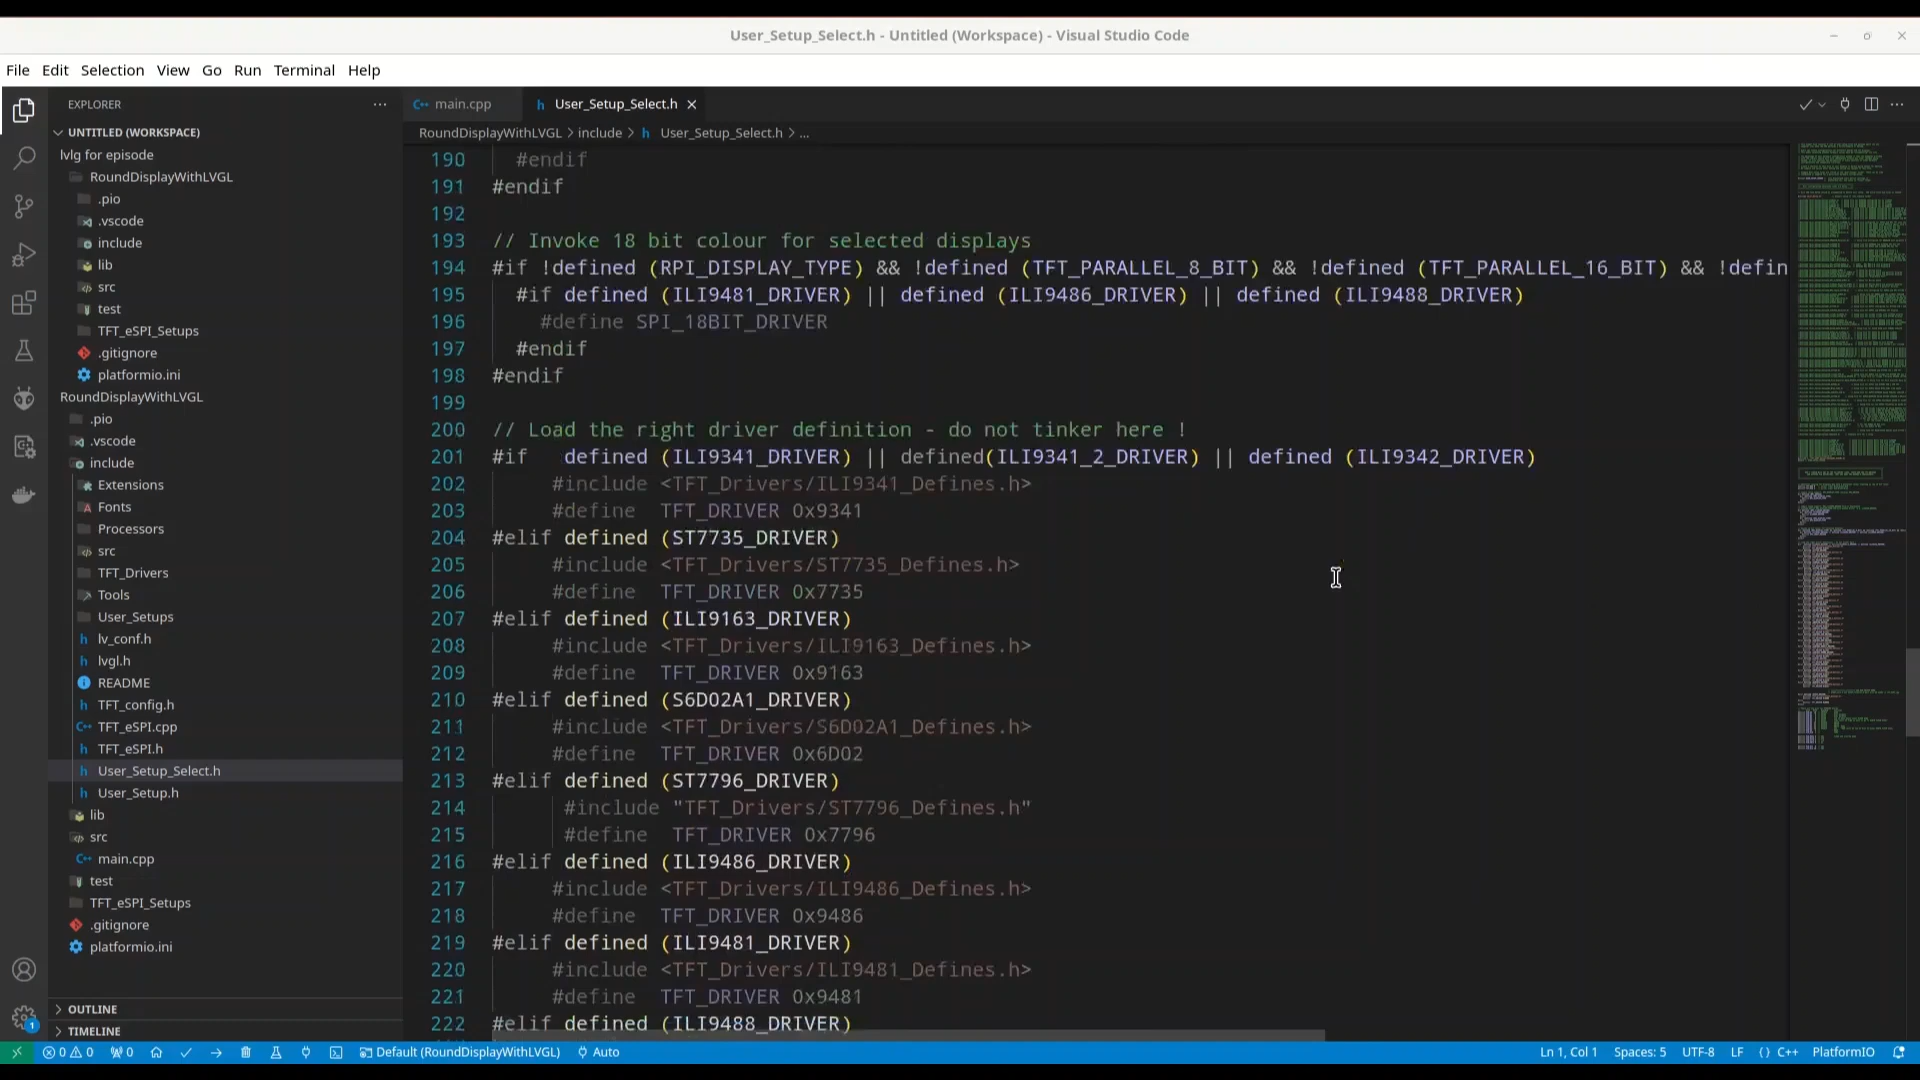 User_Setup_Select.h - Untitled (Workspace) - Visual Studio Code
File Edit Selection View Go Run Terminal Help
EXPLORER
UNTITLED (WORKSPACE)
lvlg for episode
RoundDisplayWithLVGL
.pio
.vscode
include
lib
src
test
TFT_eSPI_Setups
.gitignore
platformio.ini
RoundDisplayWithLVGL
.pio
.vscode
include
Extensions
Fonts
Processors
src
TFT_Drivers
Tools
User_Setups
lv_conf.h
lvgl.h
README
TFT_config.h
TFT_eSPI.cpp
TFT_eSPI.h
User_Setup_Select.h
User_Setup.h
lib
src
main.cpp
test
TFT_eSPI_Setups
.gitignore
platformio.ini
OUTLINE
TIMELINE
main.cpp User_Setup_Select.h
RoundDisplayWithLVGL > include > h User_Setup_Select.h > ...
190 #endif
191 #endif
192
193 // Invoke 18 bit colour for selected displays
194 #if !defined (RPI_DISPLAY_TYPE) && !defined (TFT_PARALLEL_8_BIT) && !defined (TFT_PARALLEL_16_BIT) && !defin
195 #if defined (ILI9481_DRIVER) || defined (ILI9486_DRIVER) || defined (ILI9488_DRIVER)
196 #define SPI_18BIT_DRIVER
197 #endif
198 #endif
199
200 // Load the right driver definition - do not tinker here !
201 #if defined (ILI9341_DRIVER) || defined(ILI9341_2_DRIVER) || defined (ILI9342_DRIVER)
202 #include <TFT_Drivers/ILI9341_Defines.h>
203 #define TFT_DRIVER 0x9341
204 #elif defined (ST7735_DRIVER)
205 #include <TFT_Drivers/ST7735_Defines.h>
206 #define TFT_DRIVER 0x7735
207 #elif defined (ILI9163_DRIVER)
208 #include <TFT_Drivers/ILI9163_Defines.h>
209 #define TFT_DRIVER 0x9163
210 #elif defined (S6D02A1_DRIVER)
211 #include <TFT_Drivers/S6D02A1_Defines.h>
212 #define TFT_DRIVER 0x6D02
213 #elif defined (ST7796_DRIVER)
214 #include "TFT_Drivers/ST7796_Defines.h"
215 #define TFT_DRIVER 0x7796
216 #elif defined (ILI9486_DRIVER)
217 #include <TFT_Drivers/ILI9486_Defines.h>
218 #define TFT_DRIVER 0x9486
219 #elif defined (ILI9481_DRIVER)
220 #include <TFT_Drivers/ILI9481_Defines.h>
221 #define TFT_DRIVER 0x9481
222 #elif defined (ILI9488_DRIVER)
1
0 0 0 Default (RoundDisplayWithLVGL) Auto Ln 1, Col 1 Spaces: 5 UTF-8 LF {} C++ PlatformIO